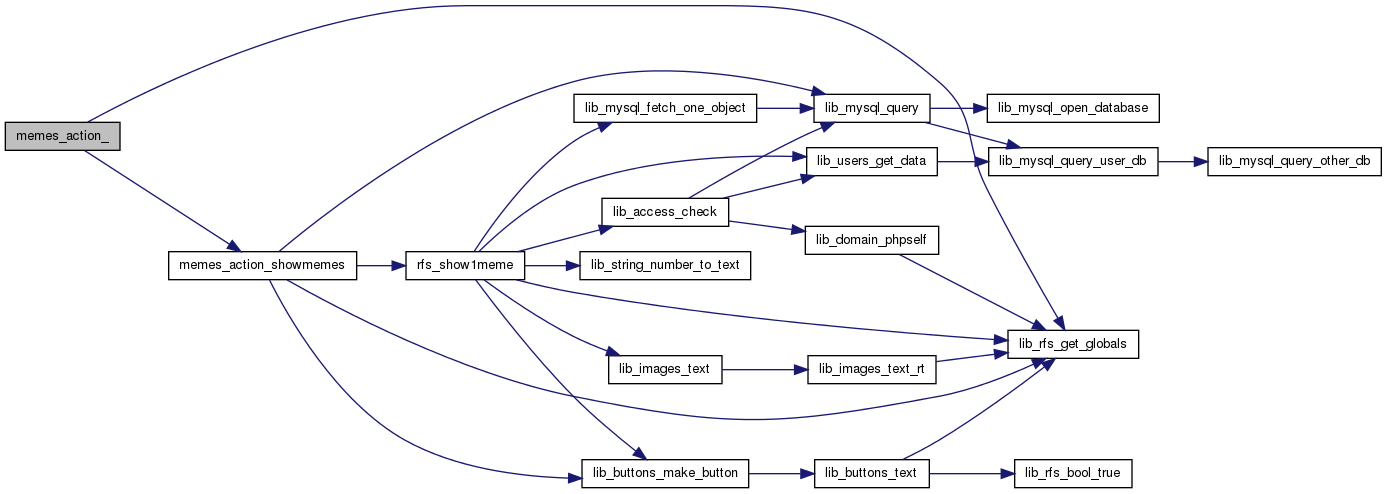 memes_action_
memes_action_showmemes
rfs_show1meme
lib_mysql_fetch_one_object
lib_mysql_query
lib_mysql_open_database
lib_users_get_data
lib_mysql_query_user_db
lib_mysql_query_other_db
lib_access_check
lib_domain_phpself
lib_string_number_to_text
lib_rfs_get_globals
lib_images_text
lib_images_text_rt
lib_buttons_make_button
lib_buttons_text
lib_rfs_bool_true